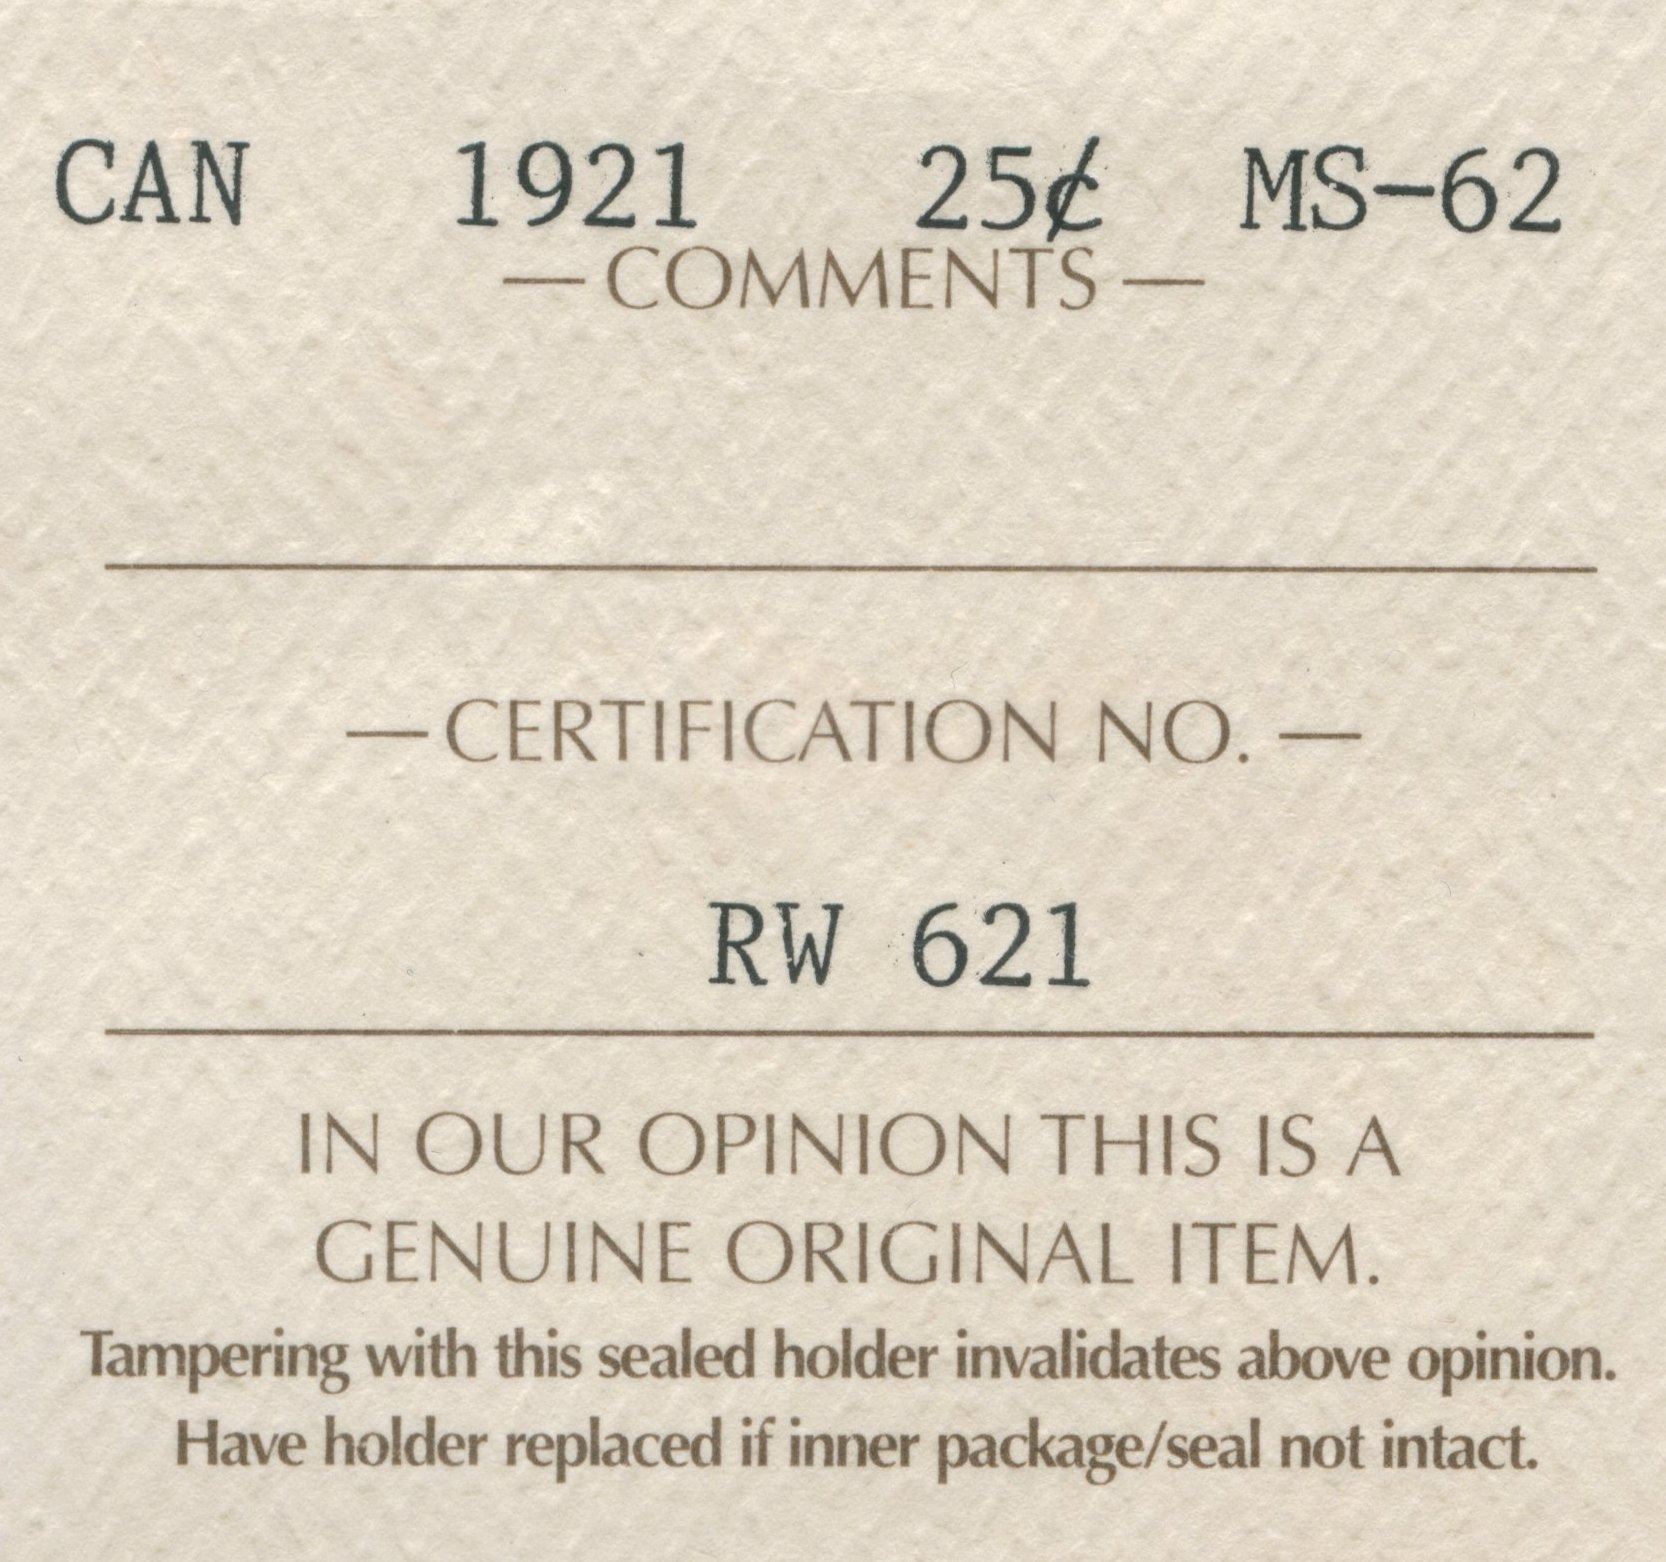 CAN 1921 25¢ MS-62
— COMMENTS —
— CERTIFICATION NO. —
RW 621
IN OUR OPINION THIS IS A
GENUINE ORIGINAL ITEM.
Tampering with this sealed holder invalidates above opinion.
Have holder replaced if inner package/seal not intact.